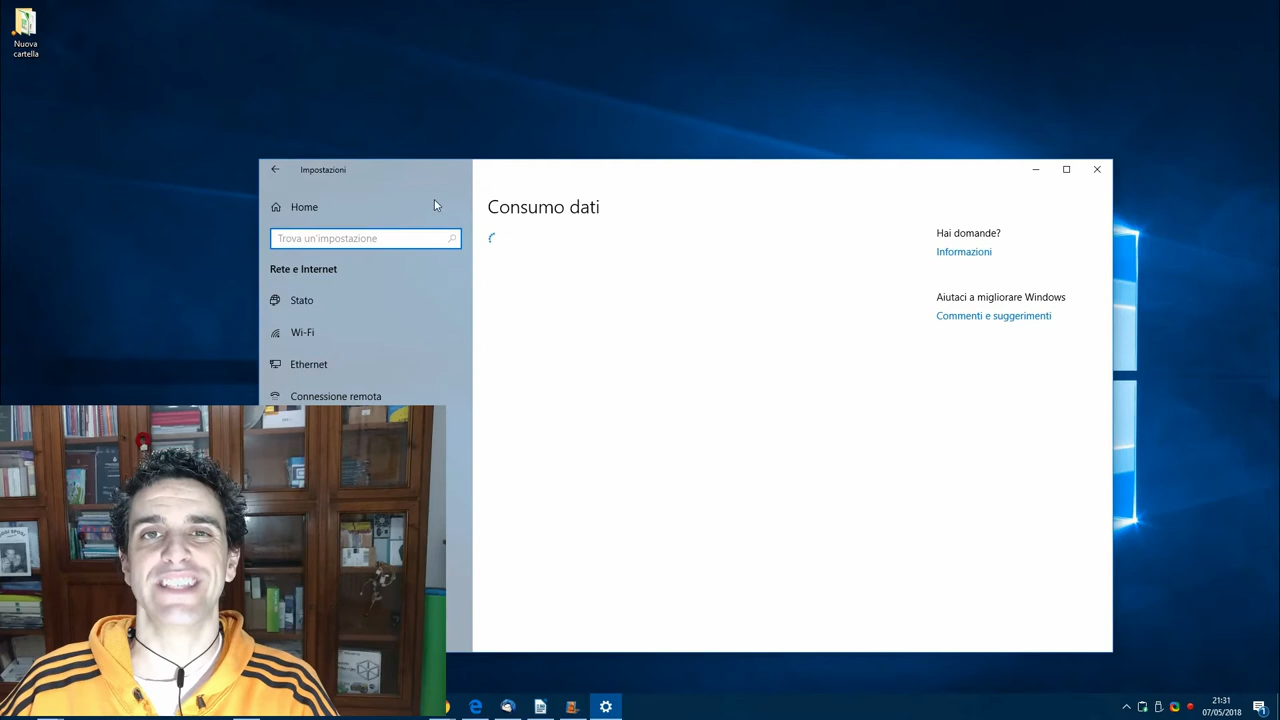 Nuova
cartella
Impostazioni
Home
Trova un'impostazione
Rete e Internet
Stato
Wi-Fi
Ethernet
Connessione remota
Consumo dati
Hai domande?
Informazioni
Aiutaci a migliorare Windows
Commenti e suggerimenti
21:31
07/05/2018